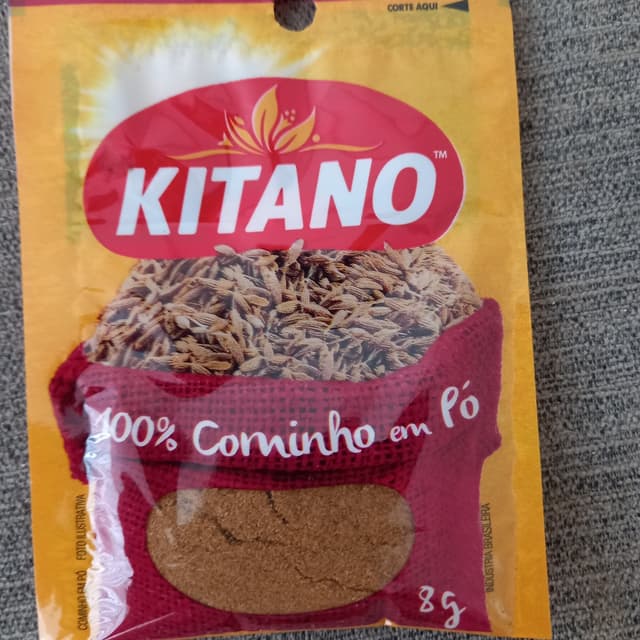 CORTE AQUI
KITANO™
100% Cominho em Pó
COMINHO EM PÓ FOTO ILUSTRATIVA
INDÚSTRIA BRASILEIRA
8g